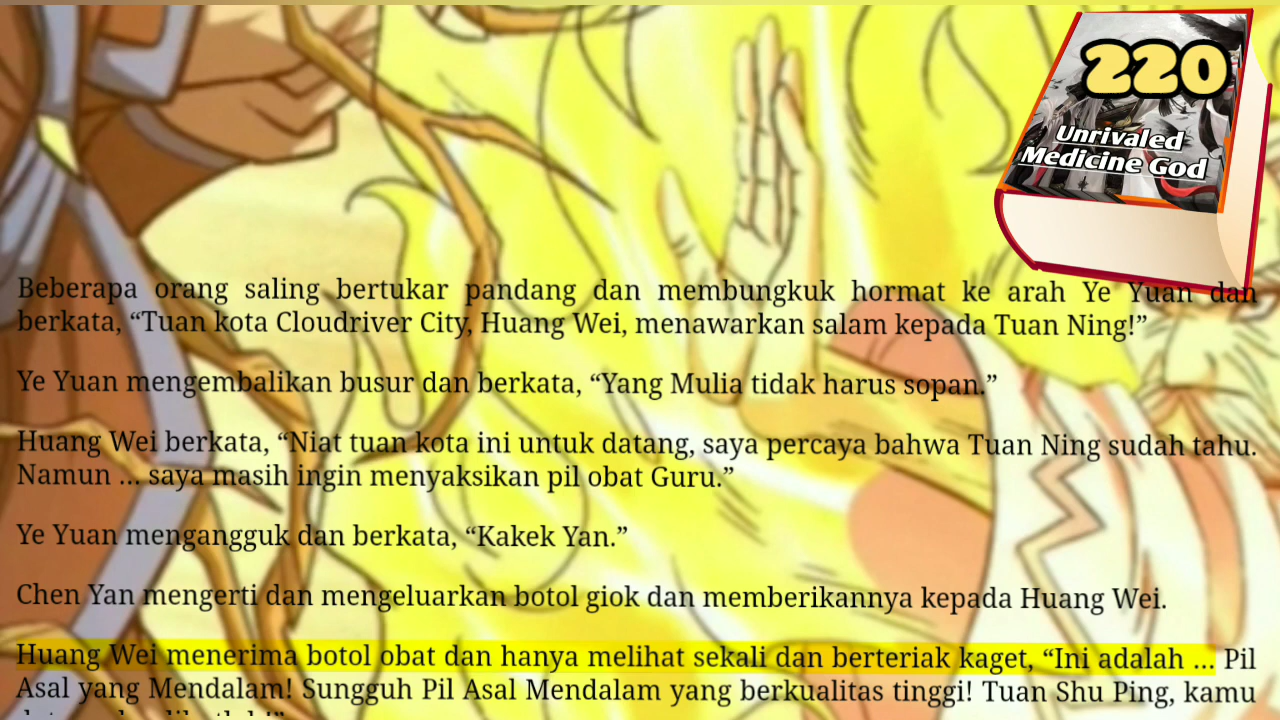 220
Unrivaled
Medicine God
Beberapa orang saling bertukar pandang dan membungkuk hormat ke arah Ye Yuan dan
berkata, “Tuan kota Cloudriver City, Huang Wei, menawarkan salam kepada Tuan Ning!”
Ye Yuan mengembalikan busur dan berkata, “Yang Mulia tidak harus sopan.”
Huang Wei berkata, “Niat tuan kota ini untuk datang, saya percaya bahwa Tuan Ning sudah tahu.
Namun ... saya masih ingin menyaksikan pil obat Guru.”
Ye Yuan mengangguk dan berkata, “Kakek Yan.”
Chen Yan mengerti dan mengeluarkan botol giok dan memberikannya kepada Huang Wei.
Huang Wei menerima botol obat dan hanya melihat sekali dan berteriak kaget, “Ini adalah ... Pil
Asal yang Mendalam! Sungguh Pil Asal Mendalam yang berkualitas tinggi! Tuan Shu Ping, kamu